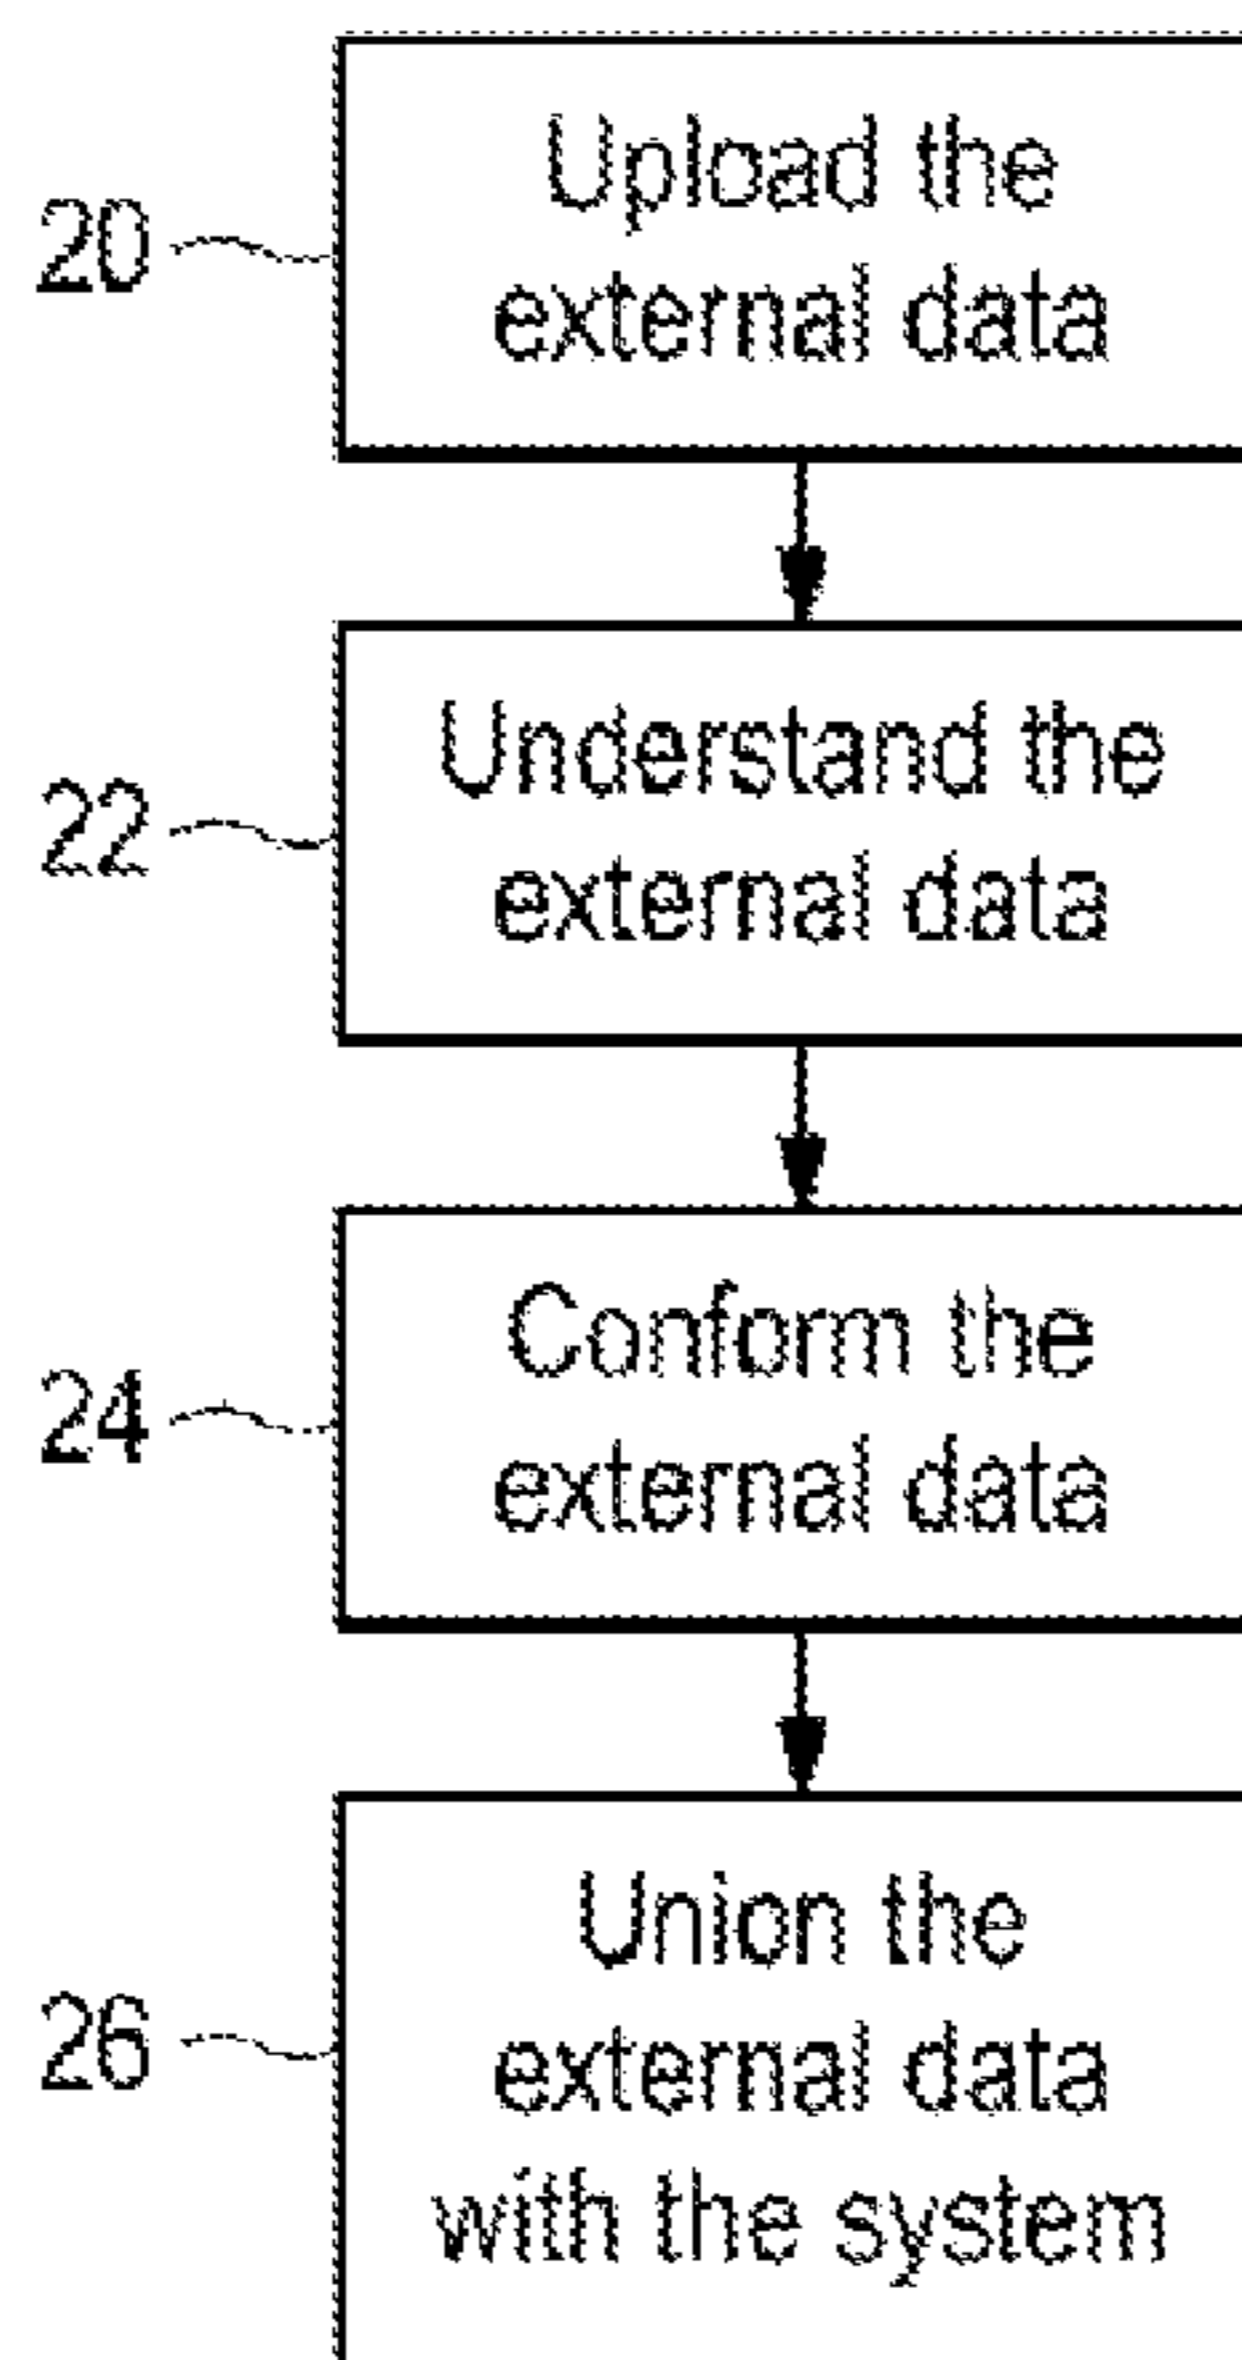 Upload the
20
external data
Understand the
22
external data
Conform the
24
external data
Union the
26
external data
with the system